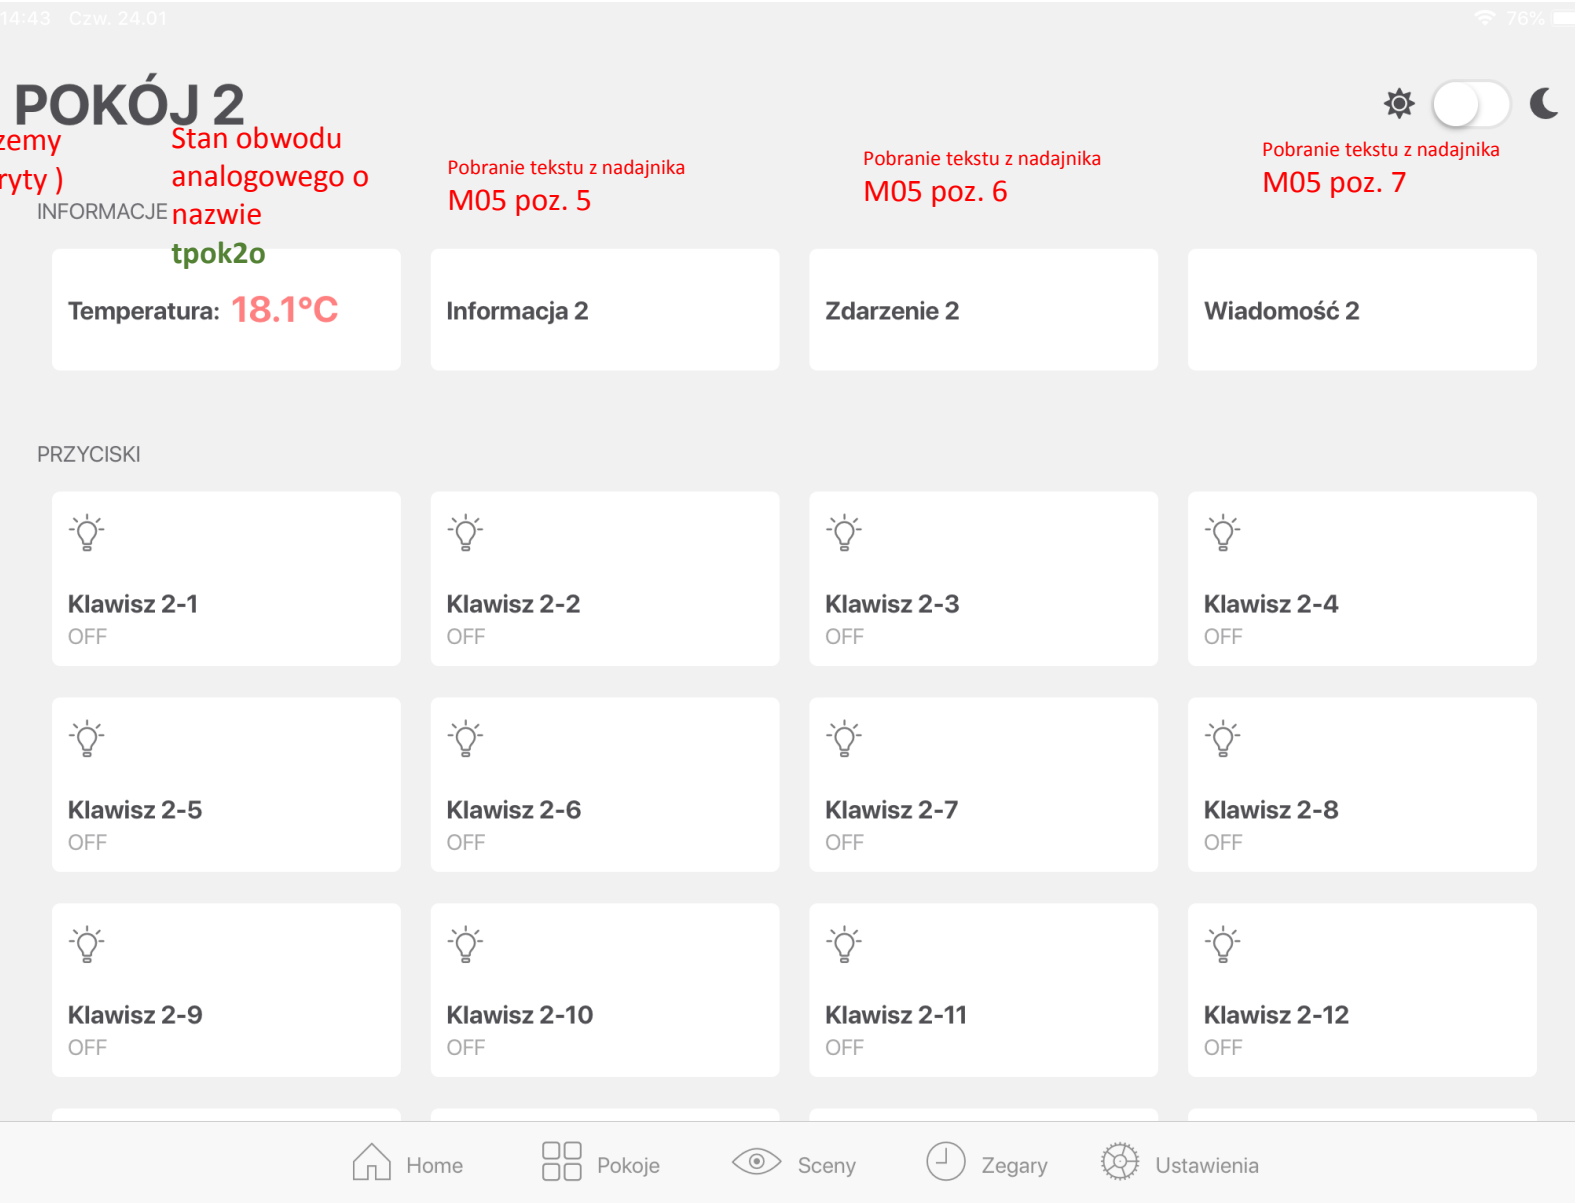 14:43 Czw. 24.01
76%
POKÓJ 2
zemy
ryty )
Stan obwodu
analogowego o
nazwie
tpok2o
Pobranie tekstu z nadajnika
M05 poz. 5
Pobranie tekstu z nadajnika
M05 poz. 6
Pobranie tekstu z nadajnika
M05 poz. 7
INFORMACJE
Temperatura: 18.1°C
Informacja 2
Zdarzenie 2
Wiadomość 2
PRZYCISKI
Klawisz 2-1
OFF
Klawisz 2-2
OFF
Klawisz 2-3
OFF
Klawisz 2-4
OFF
Klawisz 2-5
OFF
Klawisz 2-6
OFF
Klawisz 2-7
OFF
Klawisz 2-8
OFF
Klawisz 2-9
OFF
Klawisz 2-10
OFF
Klawisz 2-11
OFF
Klawisz 2-12
OFF
Home
Pokoje
Sceny
Zegary
Ustawienia